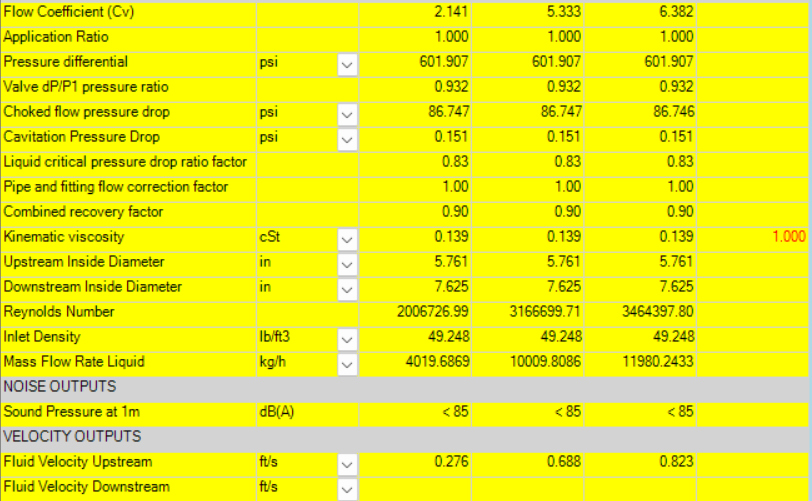 Flow Coefficient (Cv) 2.141 5.333 6.382
Application Ratio 1.000 1.000 1.000
Pressure differential psi 601.907 601.907 601.907
Valve dP/P1 pressure ratio 0.932 0.932 0.932
Choked flow pressure drop psi 86.747 86.747 86.746
Cavitation Pressure Drop psi 0.151 0.151 0.151
Liquid critical pressure drop ratio factor 0.83 0.83 0.83
Pipe and fitting flow correction factor 1.00 1.00 1.00
Combined recovery factor 0.90 0.90 0.90
Kinematic viscosity cSt 0.139 0.139 0.139 1.000
Upstream Inside Diameter in 5.761 5.761 5.761
Downstream Inside Diameter in 7.625 7.625 7.625
Reynolds Number 2006726.99 3166699.71 3464397.80
Inlet Density lb/ft3 49.248 49.248 49.248
Mass Flow Rate Liquid kg/h 4019.6869 10009.8086 11980.2433
NOISE OUTPUTS
Sound Pressure at 1m dB(A) < 85 < 85 < 85
VELOCITY OUTPUTS
Fluid Velocity Upstream ft/s 0.276 0.688 0.823
Fluid Velocity Downstream ft/s